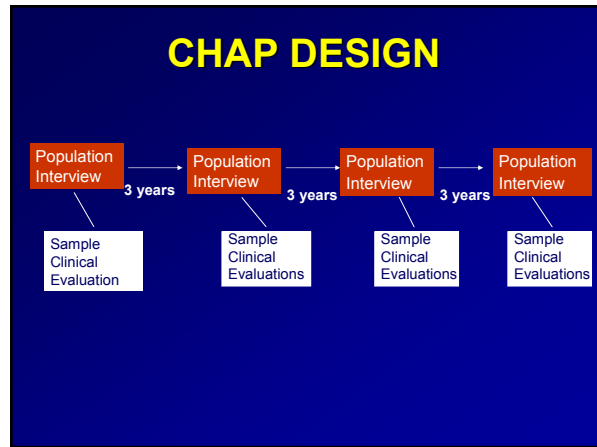 CHAP DESIGN
Population
Interview
3 years
Population
Interview
3 years
Population
Interview
3 years
Population
Interview
Sample
Clinical
Evaluation
Sample
Clinical
Evaluations
Sample
Clinical
Evaluations
Sample
Clinical
Evaluations